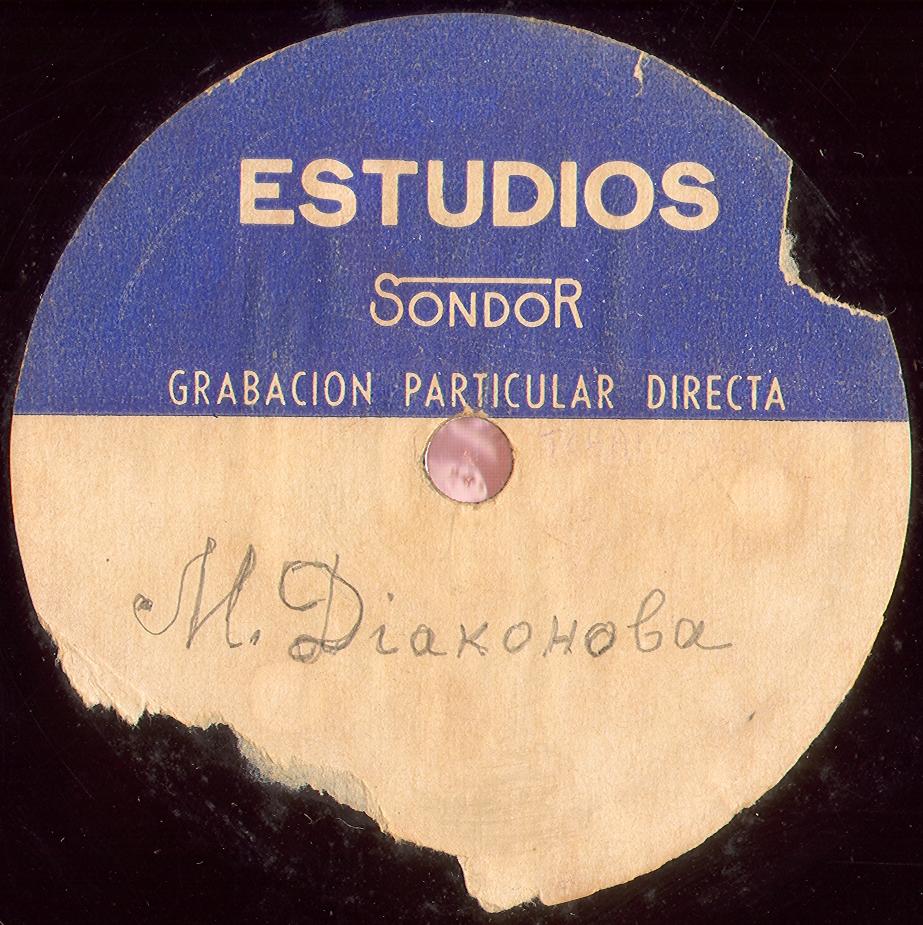 ESTUDIOS
SONDOR
GRABACION PARTICULAR DIRECTA
М. Діаконова